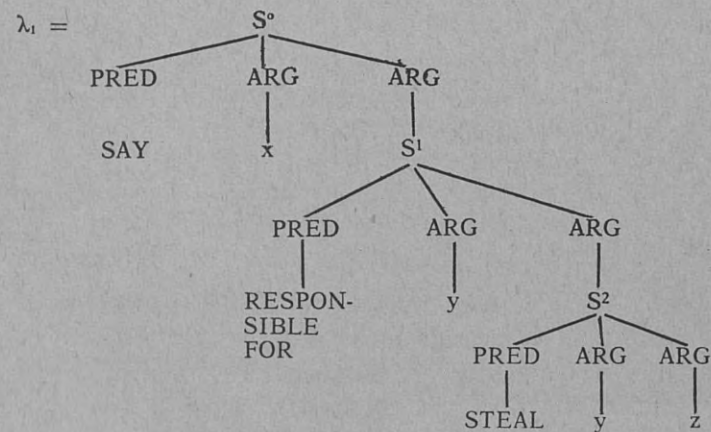 λ₁ = S⁰
PRED ARG ARG
SAY x S¹
PRED ARG ARG
RESPON- y S²
SIBLE
FOR
PRED ARG ARG
STEAL y z